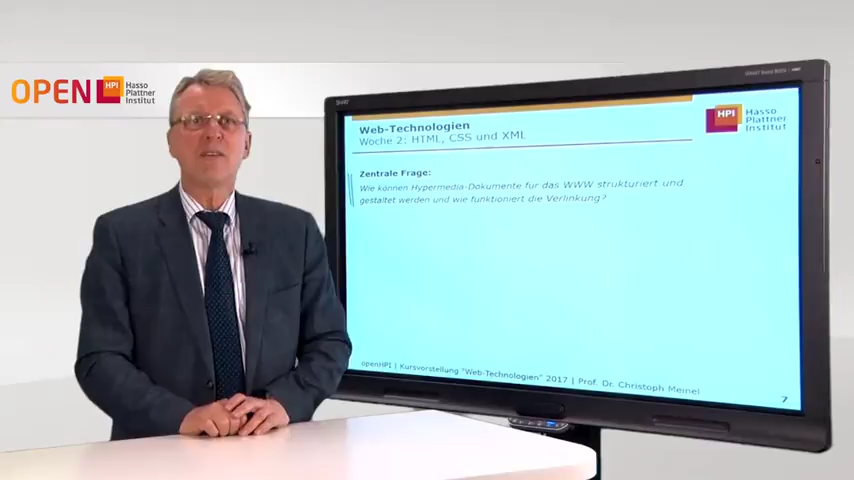 OPEN HPI Hasso
Plattner
Institut
SMART
Web-Technologien
Woche 2: HTML, CSS und XML
HPI Hasso
Plattner
Institut
Zentrale Frage:
Wie können Hypermedia-Dokumente für das WWW strukturiert und
gestaltet werden und wie funktioniert die Verlinkung?
openHPI | Kursvorstellung "Web-Technologien" 2017 | Prof. Dr. Christoph Meinel
7